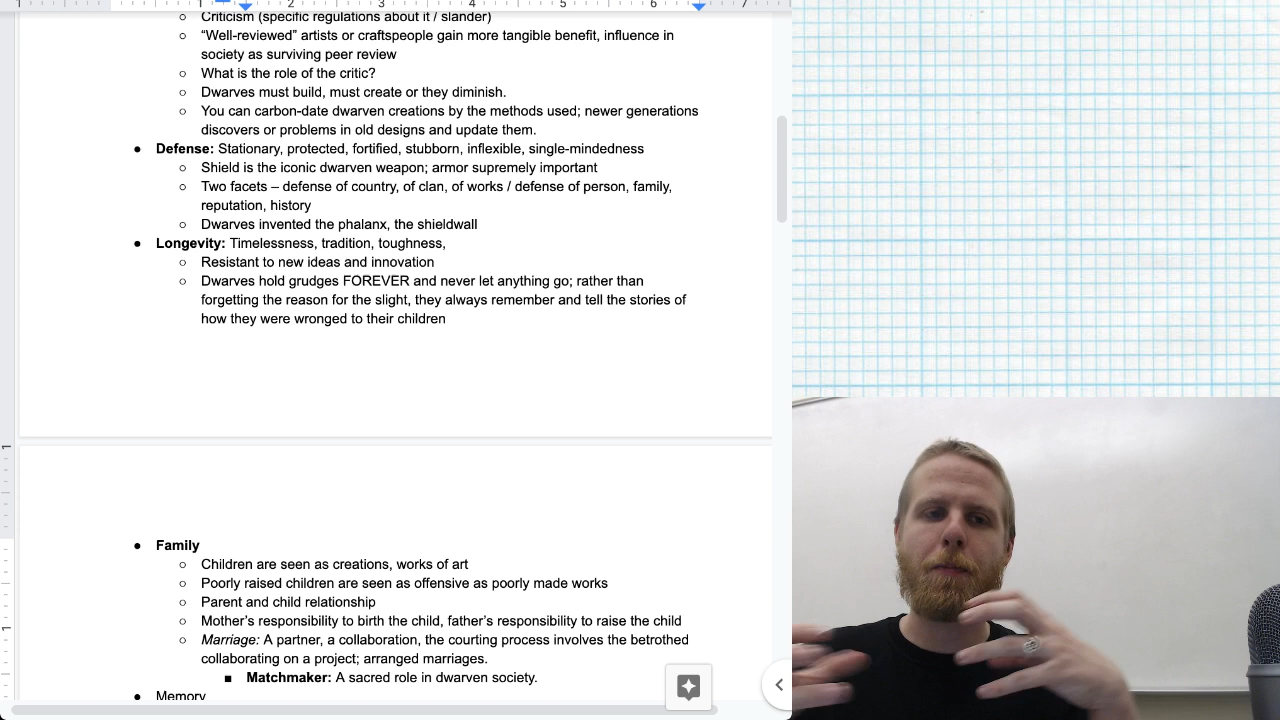 1 1 2 3 4 5 6 7
○ Criticism (specific regulations about it / slander)
○ “Well-reviewed” artists or craftspeople gain more tangible benefit, influence in
society as surviving peer review
○ What is the role of the critic?
○ Dwarves must build, must create or they diminish.
○ You can carbon-date dwarven creations by the methods used; newer generations
discovers or problems in old designs and update them.
● Defense: Stationary, protected, fortified, stubborn, inflexible, single-mindedness
○ Shield is the iconic dwarven weapon; armor supremely important
○ Two facets – defense of country, of clan, of works / defense of person, family,
reputation, history
○ Dwarves invented the phalanx, the shieldwall
● Longevity: Timelessness, tradition, toughness,
○ Resistant to new ideas and innovation
○ Dwarves hold grudges FOREVER and never let anything go; rather than
forgetting the reason for the slight, they always remember and tell the stories of
how they were wronged to their children
1
● Family
○ Children are seen as creations, works of art
○ Poorly raised children are seen as offensive as poorly made works
○ Parent and child relationship
○ Mother’s responsibility to birth the child, father’s responsibility to raise the child
○ Marriage: A partner, a collaboration, the courting process involves the betrothed
collaborating on a project; arranged marriages.
1
■ Matchmaker: A sacred role in dwarven society.
● Memory